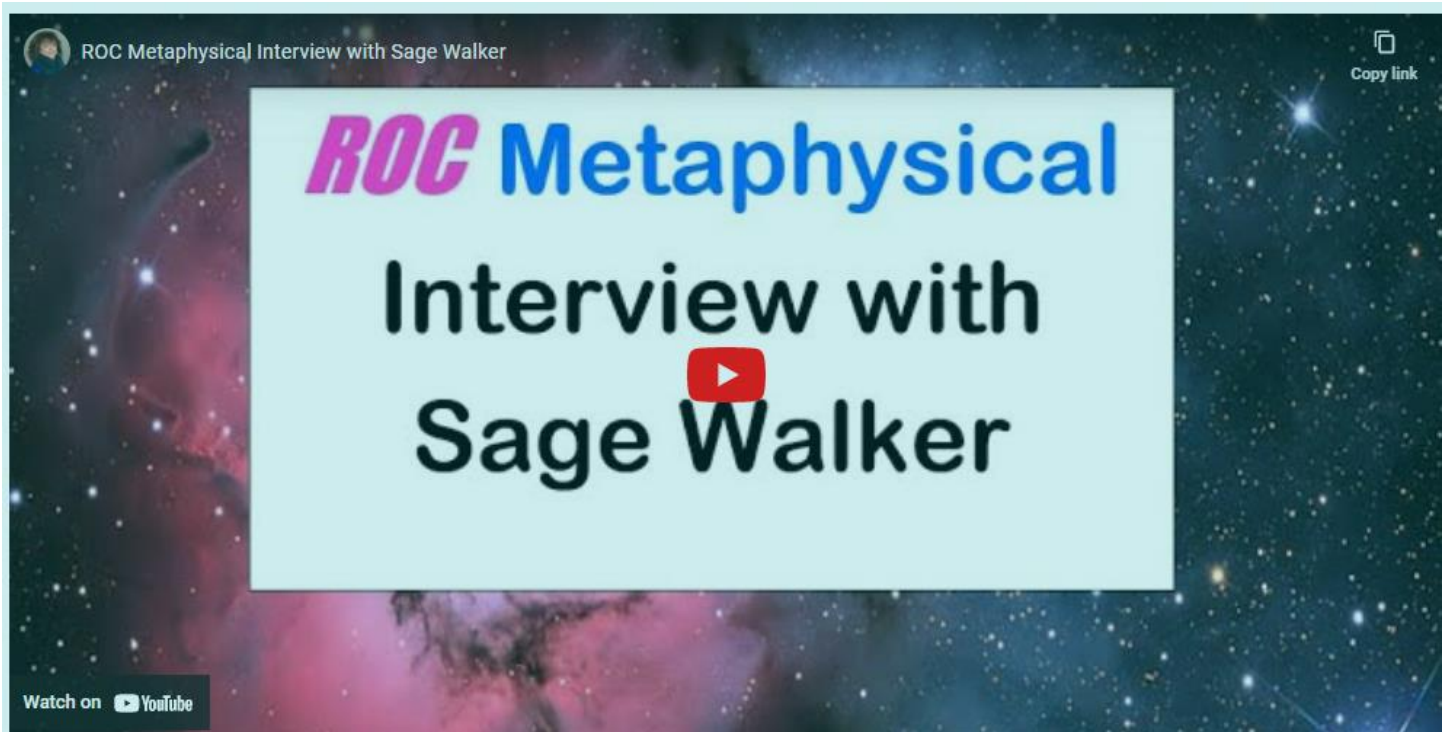 ROC Metaphysical Interview with Sage Walker
Copy link
ROC Metaphysical
Interview with
Sage Walker
Watch on YouTube